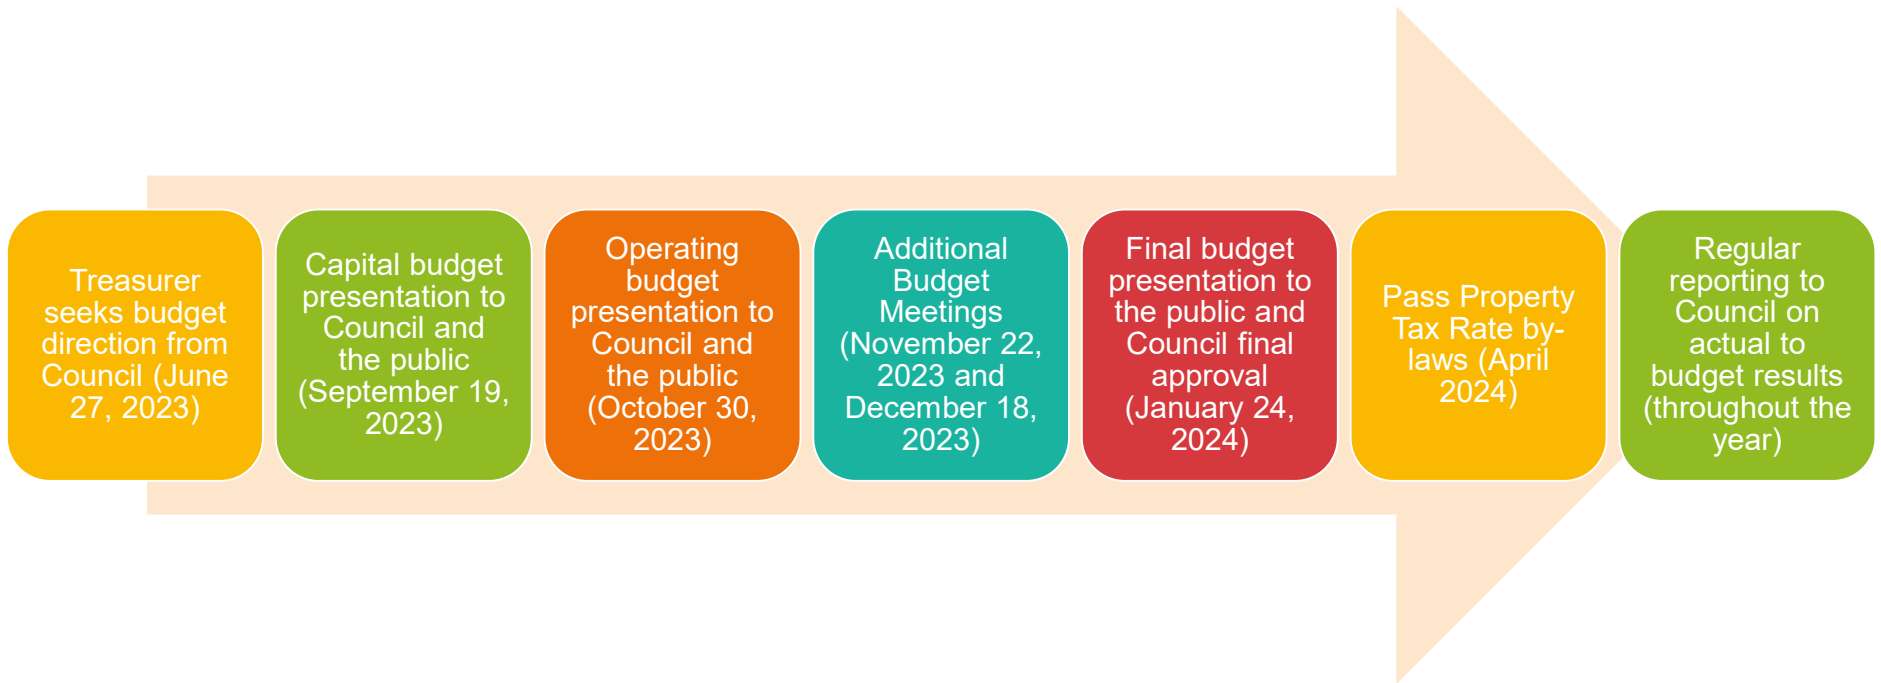 Treasurer
seeks budget
direction from
Council (June
27, 2023)
Capital budget
presentation to
Council and
the public
(September 19,
2023)
Operating
budget
presentation to
Council and
the public
(October 30,
2023)
Additional
Budget
Meetings
(November 22,
2023 and
December 18,
2023)
Final budget
presentation to
the public and
Council final
approval
(January 24,
2024)
Pass Property
Tax Rate by-
laws (April
2024)
Regular
reporting to
Council on
actual to
budget results
(throughout the
year)